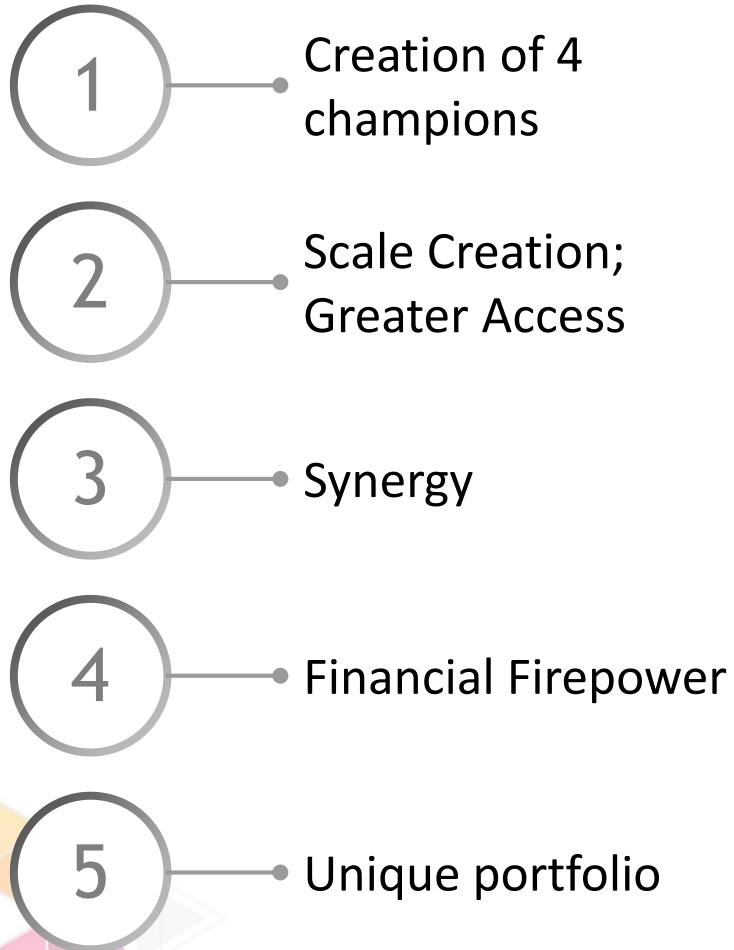 1
Creation of 4
champions
2
Scale Creation;
Greater Access
3
Synergy
4
Financial Firepower
5
Unique portfolio